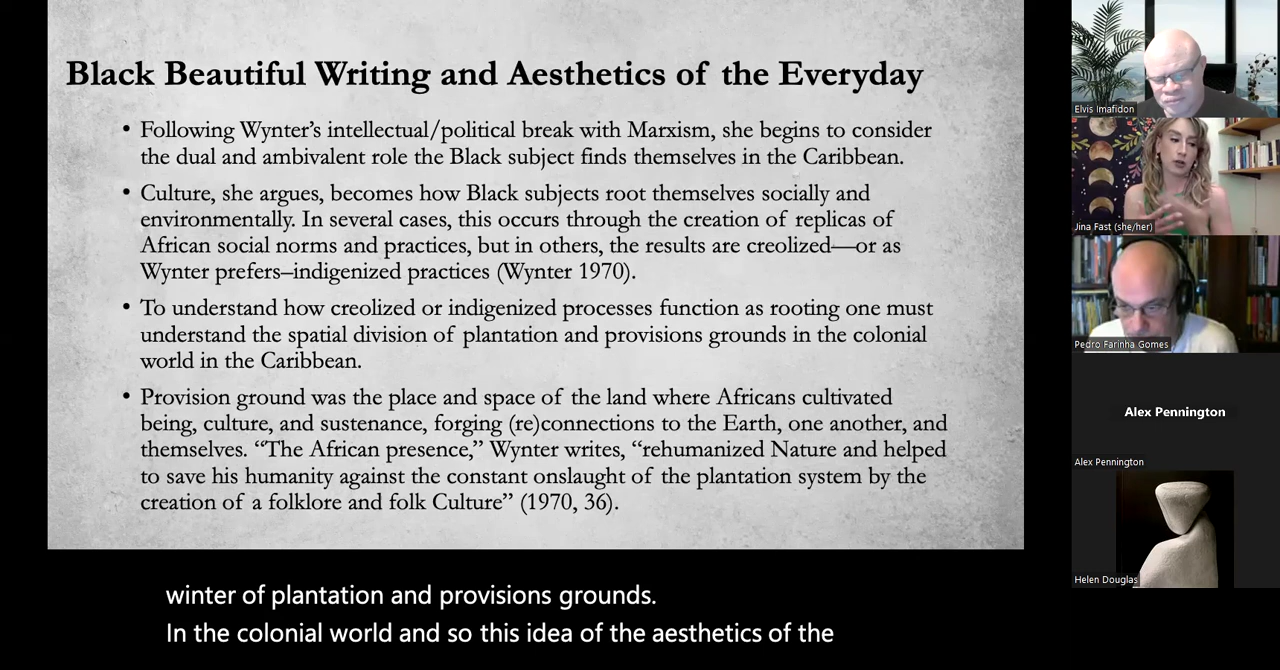 Black Beautiful Writing and Aesthetics of the Everyday
• Following Wynter's intellectual/political break with Marxism, she begins to consider
the dual and ambivalent role the Black subject finds themselves in the Caribbean.
• Culture, she argues, becomes how Black subjects root themselves socially and
environmentally. In several cases, this occurs through the creation of replicas of
African social norms and practices, but in others, the results are creolized—or as
Wynter prefers–indigenized practices (Wynter 1970).
• To understand how creolized or indigenized processes function as rooting one must
understand the spatial division of plantation and provisions grounds in the colonial
world in the Caribbean.
• Provision ground was the place and space of the land where Africans cultivated
being, culture, and sustenance, forging (re)connections to the Earth, one another, and
themselves. “The African presence,” Wynter writes, “rehumanized Nature and helped
to save his humanity against the constant onslaught of the plantation system by the
creation of a folklore and folk Culture” (1970, 36).
winter of plantation and provisions grounds.
In the colonial world and so this idea of the aesthetics of the
Elvis Imafidon
Jina Fast (she/her)
Pedro Farinha Gomes
Alex Pennington
Alex Pennington
Helen Douglas